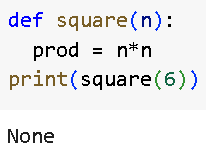 def square(n):
  prod = n*n
print(square(6))
None